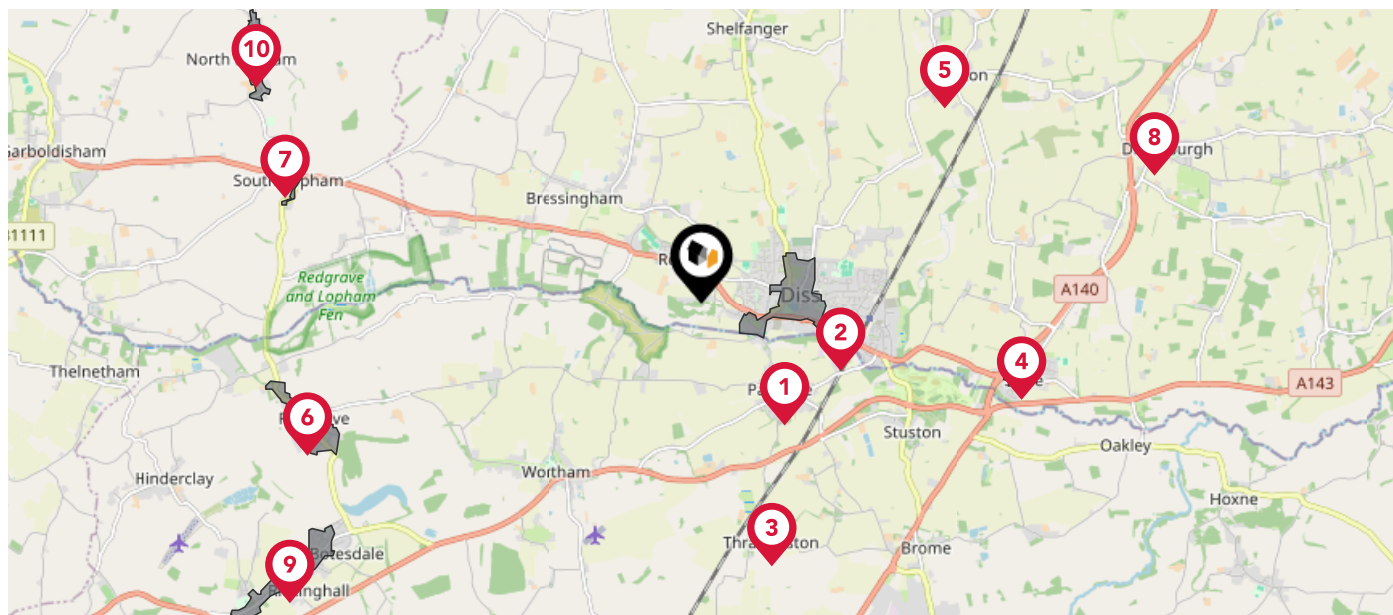 Shelfanger
10
5
8
Garboldisham
7
Bressingham
Diss
A140
Redgrave
and Lopham
Fen
2
4
1
Thelnetham
A143
6
Stuston
Oakley
Wortham
Hinderclay
Hoxne
3
Brome
9
Botesdale